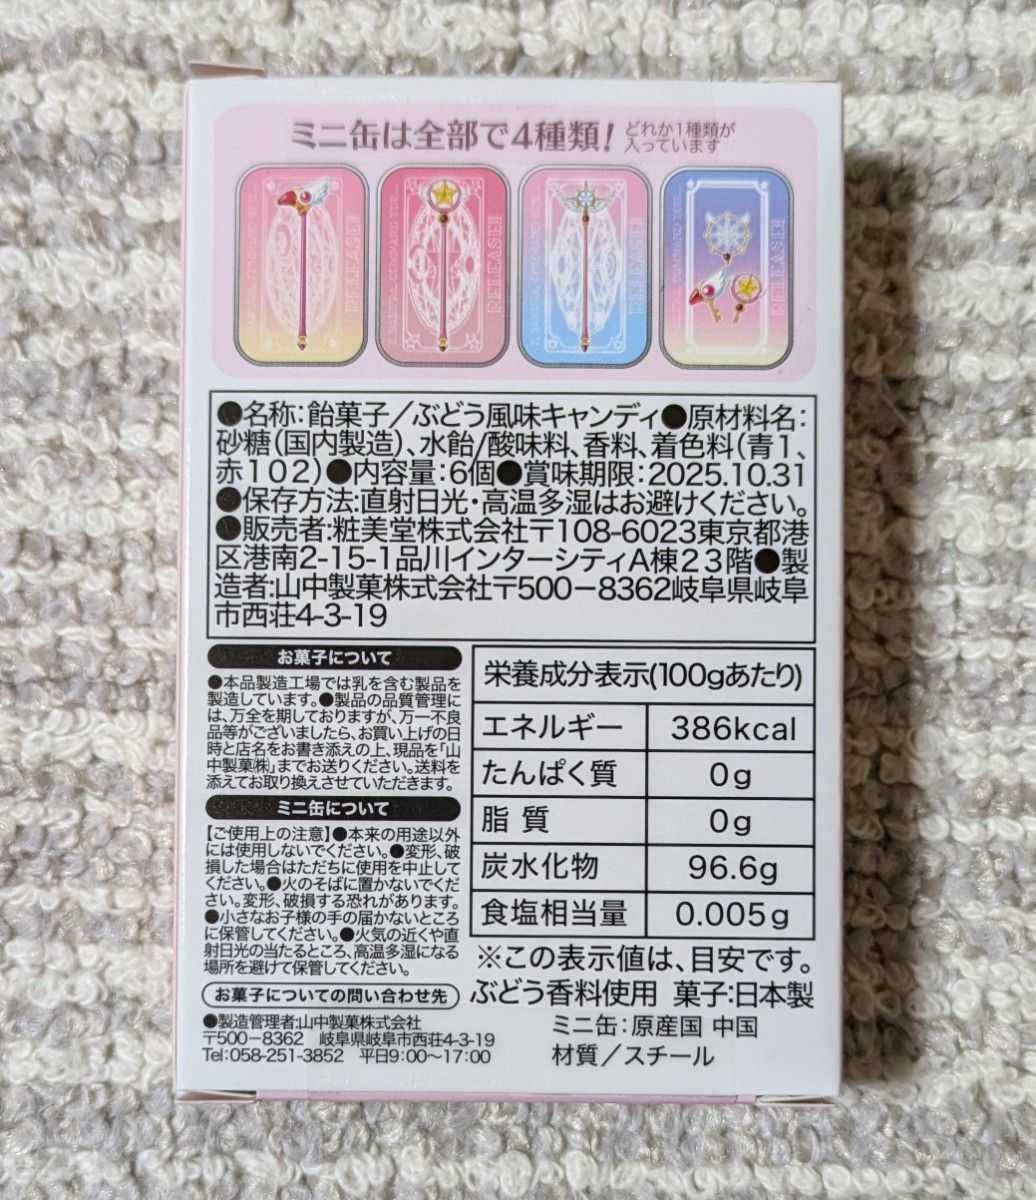 ミニ缶は全部で4種類! どれか1種類が
入っています
RELEASE!!
RELEASE!!
RELEASE!!
RELEASE!!
●名称:飴菓子/ぶどう風味キャンディ●原材料名:
砂糖(国内製造)、水飴/酸味料、香料、着色料(青1、
赤102)●内容量:6個●賞味期限:2025.10.31
●保存方法:直射日光・高温多湿はお避けください。
●販売者:粧美堂株式会社〒108-6023東京都港
区港南2-15-1品川インターシティA棟23階●製
造者:山中製菓株式会社〒500-8362岐阜県岐阜
市西荘4-3-19
お菓子について
●本品製造工場では乳を含む製品を
製造しています。●製品の品質管理に
は、万全を期しておりますが、万一不良
品等がございましたら、お買い上げの日
時と店名をお書き添えの上、現品を「山
中製菓㈱」までお送りください。送料を
添えてお取り換えさせていただきます。
ミニ缶について
【ご使用上の注意】●本来の用途以外
には使用しないでください。●変形、破
損した場合はただちに使用を中止して
ください。●火のそばに置かないでくだ
さい。変形、破損する恐れがあります。
●小さなお子様の手の届かないところ
に保管してください。●火気の近くや直
射日光の当たるところ、高温多湿になる
場所を避けて保管してください。
お菓子についての問い合わせ先
●製造管理者:山中製菓株式会社
〒500-8362 岐阜県岐阜市西荘4-3-19
Tel:058-251-3852 平日9:00~17:00
栄養成分表示(100gあたり)
エネルギー 386kcal
たんぱく質 0g
脂質 0g
炭水化物 96.6g
食塩相当量 0.005g
※この表示値は、目安です。
ぶどう香料使用 菓子:日本製
ミニ缶:原産国 中国
材質/スチール